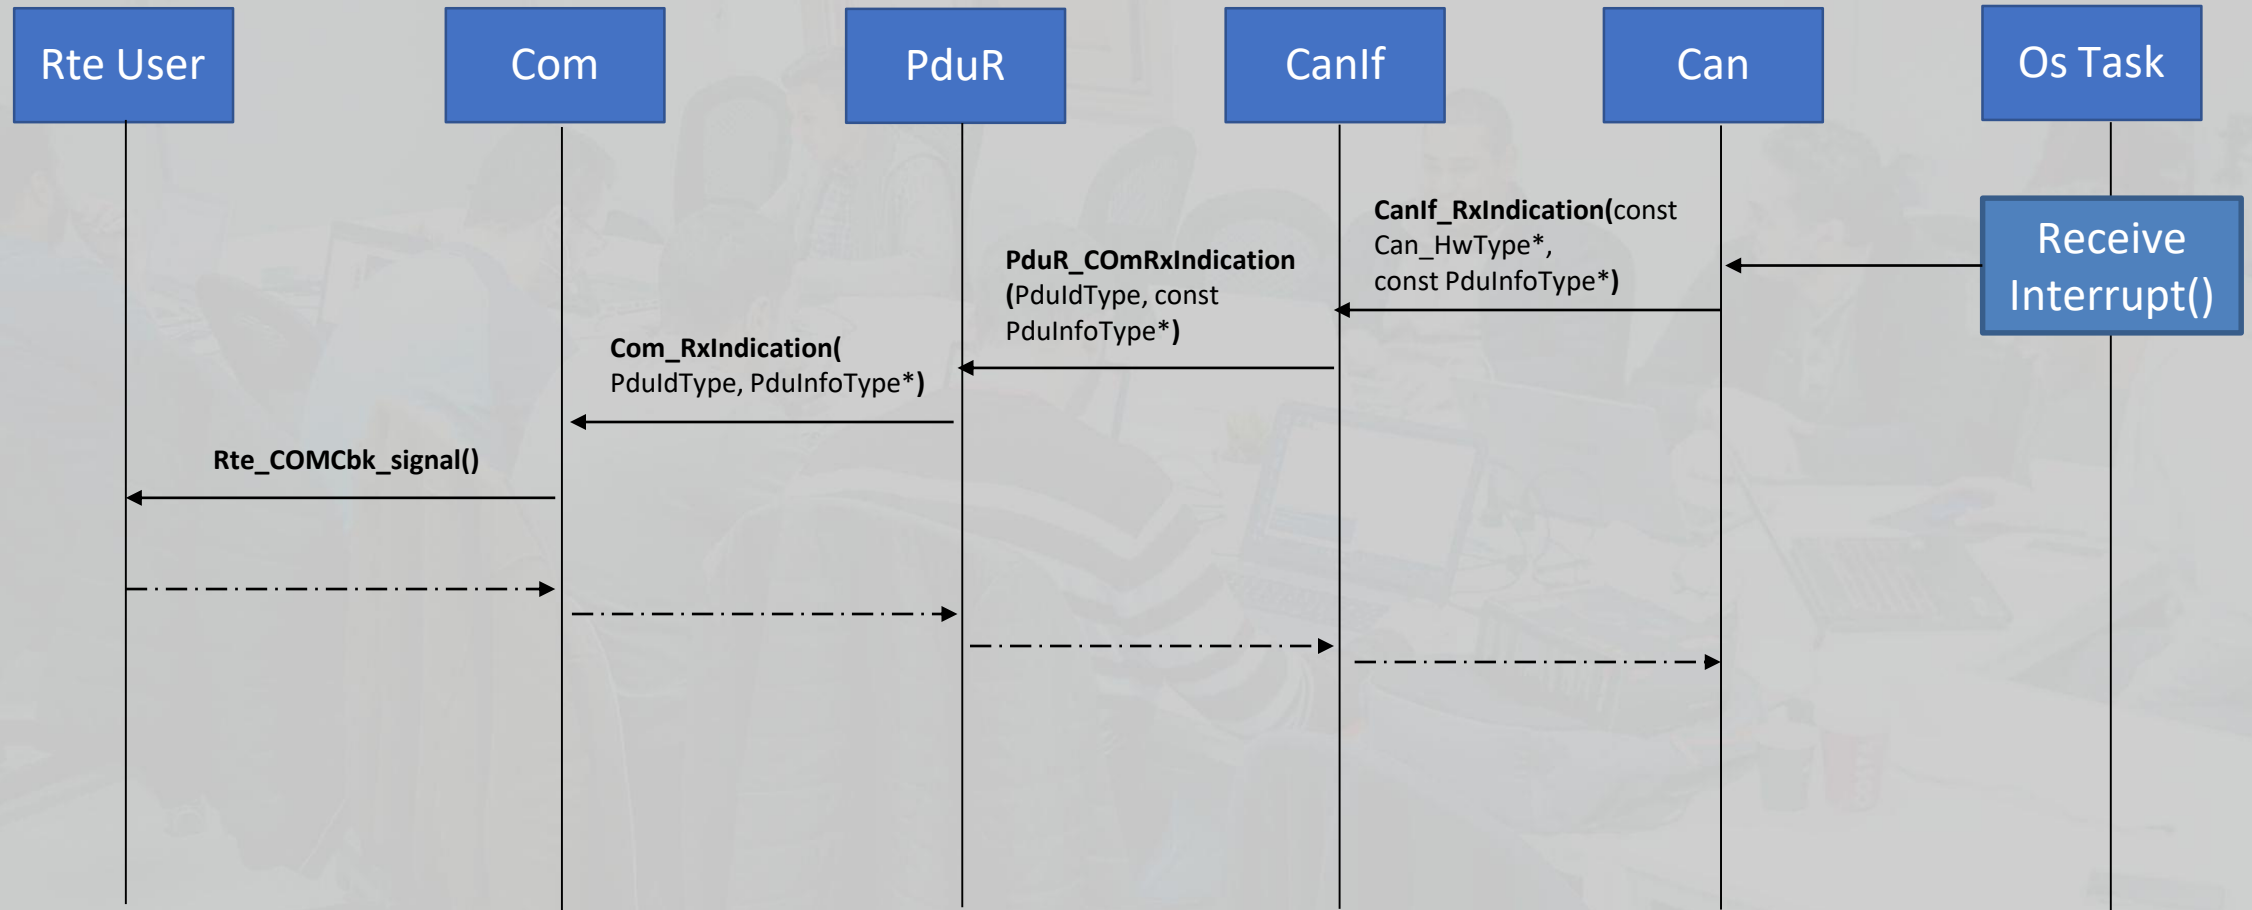 Rte User
Com
PduR
CanIf
Can
Os Task
CanIf_RxIndication(const
Can_HwType*,
const PduInfoType*)
Receive
Interrupt()
PduR_COmRxIndication
(PduIdType, const
PduInfoType*)
Com_RxIndication(
PduIdType, PduInfoType*)
Rte_COMCbk_signal()